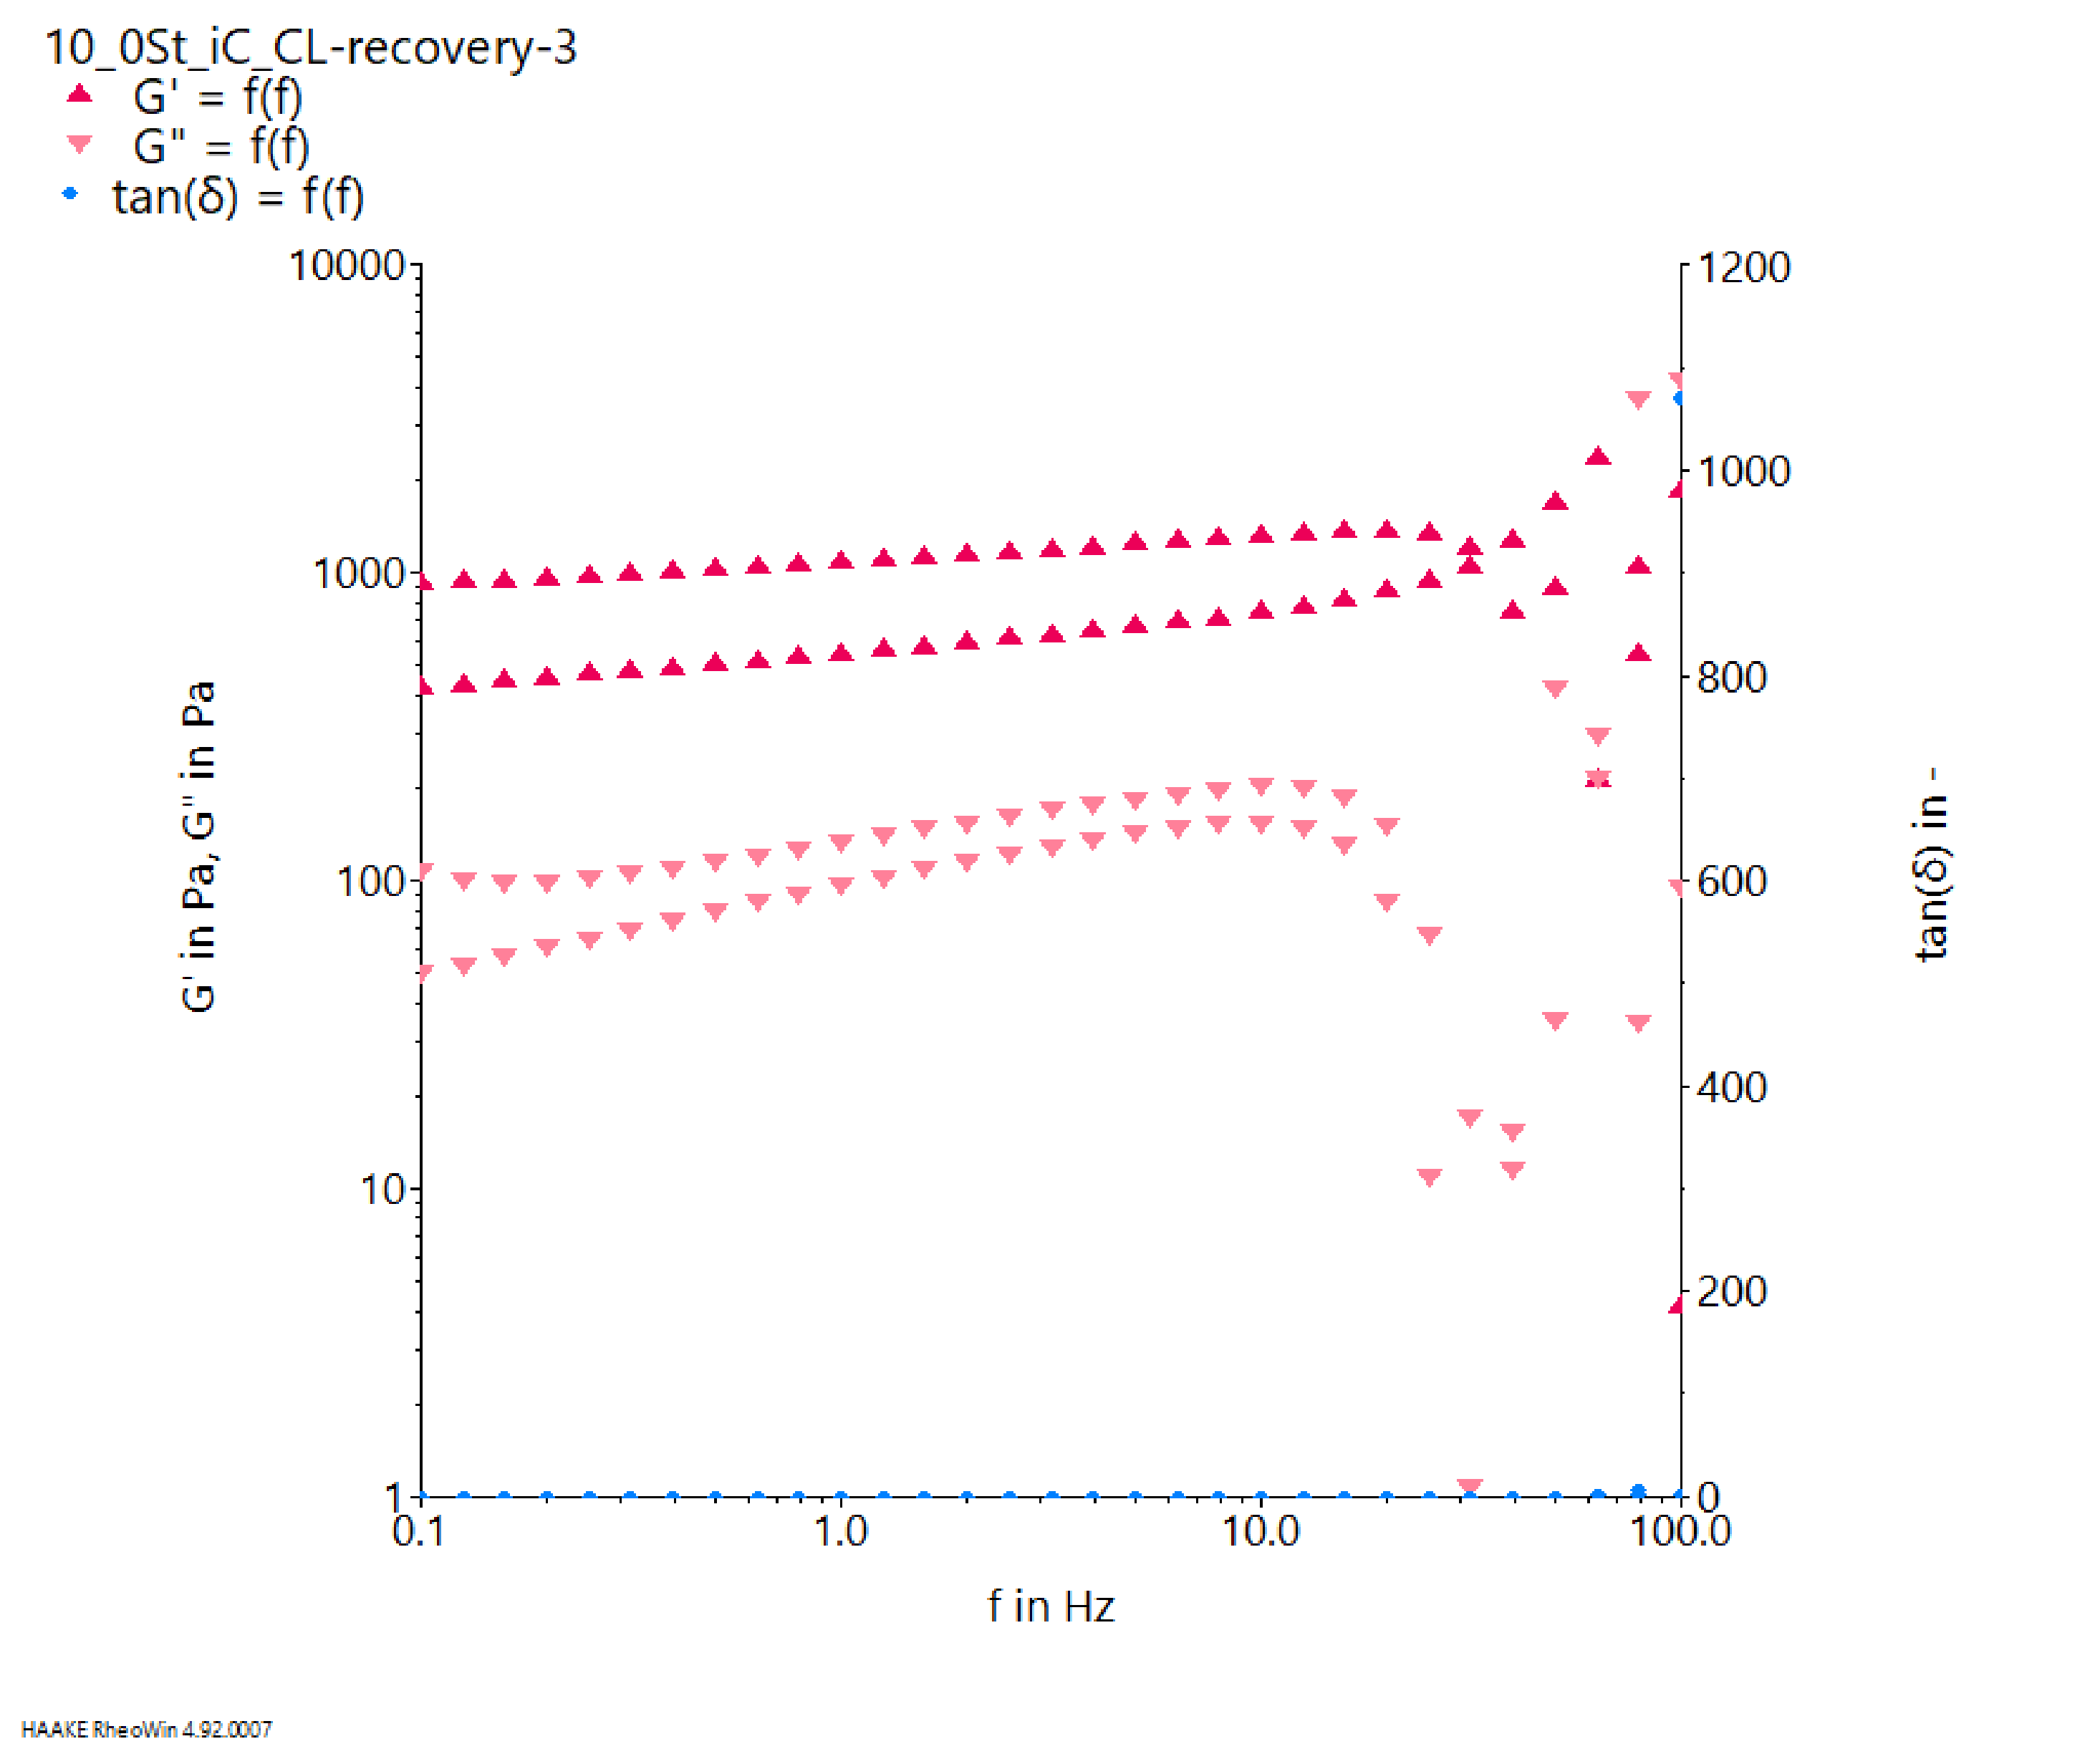 10_0St_iC_CL-recovery-3
G' = f(f)
G" = f(f)
tan(δ) = f(f)
10000
1000
100
10
1
G' in Pa, G" in Pa
1200
1000
800
600
400
200
0
tan(δ) in -
0.1
1.0
10.0
100.0
f in Hz
HAAKE RheoWin 4.92.0007